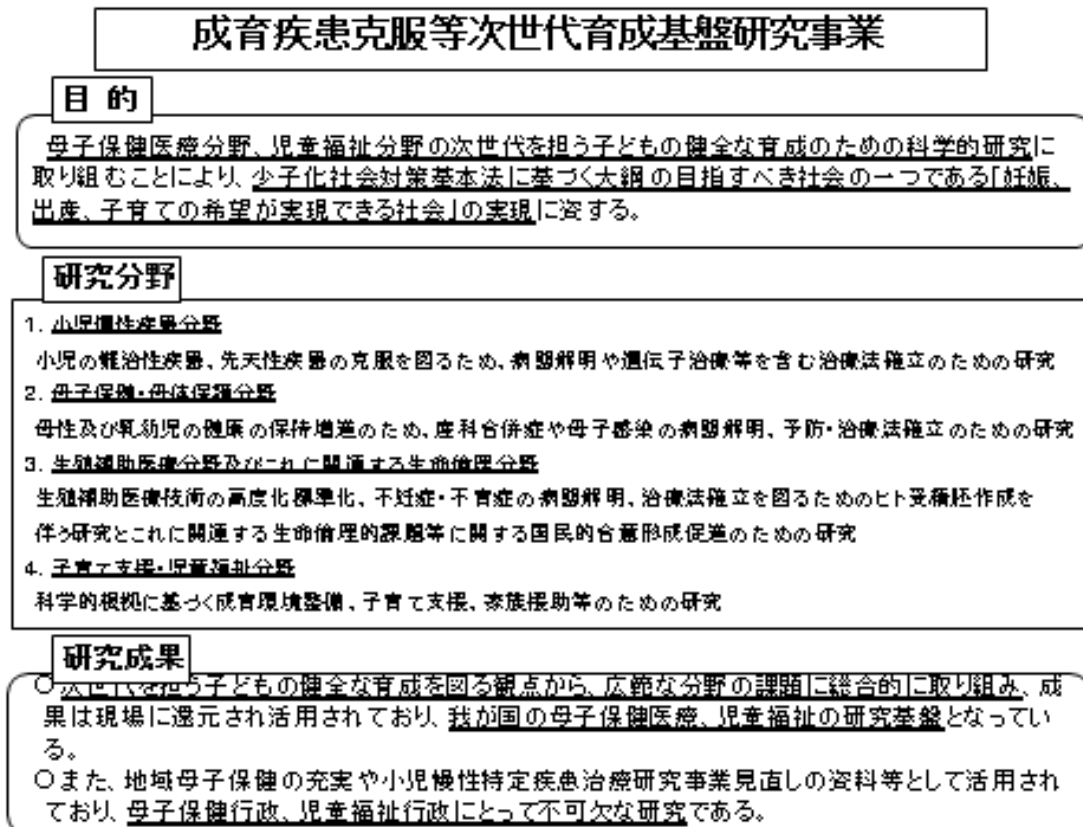 成育疾患克服等次世代育成基盤研究事業
目 的
母子保健医療分野、児童福祉分野の次世代を担う子どもの健全な育成のための科学的研究に
取り組むことにより、少子化社会対策基本法に基づく大綱の目指すべき社会の一つである「妊娠、
出産、子育ての希望が実現できる社会」の実現に資する。
研究分野
1. 小児慢性疾患分野
小児の難治性疾患、先天性疾患の克服を図るため、病態解明や遺伝子治療等を含む治療法確立のための研究
2. 母子保健・母体保護分野
母性及び乳幼児の健康の保持増進のため、産科合併症や母子感染の病態解明、予防・治療法確立のための研究
3. 生殖補助医療分野及びこれに関連する生命倫理分野
生殖補助医療技術の高度化標準化、不妊症・不育症の病態解明、治療法確立を図るためのヒト受精胚作成を
伴う研究とこれに関連する生命倫理的課題等に関する国民的合意形成促進のための研究
4. 子育て支援・児童福祉分野
科学的根拠に基づく成育環境整備、子育て支援、家族援助等のための研究
研究成果
○次世代を担う子どもの健全な育成を図る観点から、広範な分野の課題に総合的に取り組み、成
果は現場に還元され活用されており、我が国の母子保健医療、児童福祉の研究基盤となってい
る。
○また、地域母子保健の充実や小児慢性特定疾患治療研究事業見直しの資料等として活用され
ており、母子保健行政、児童福祉行政にとって不可欠な研究である。